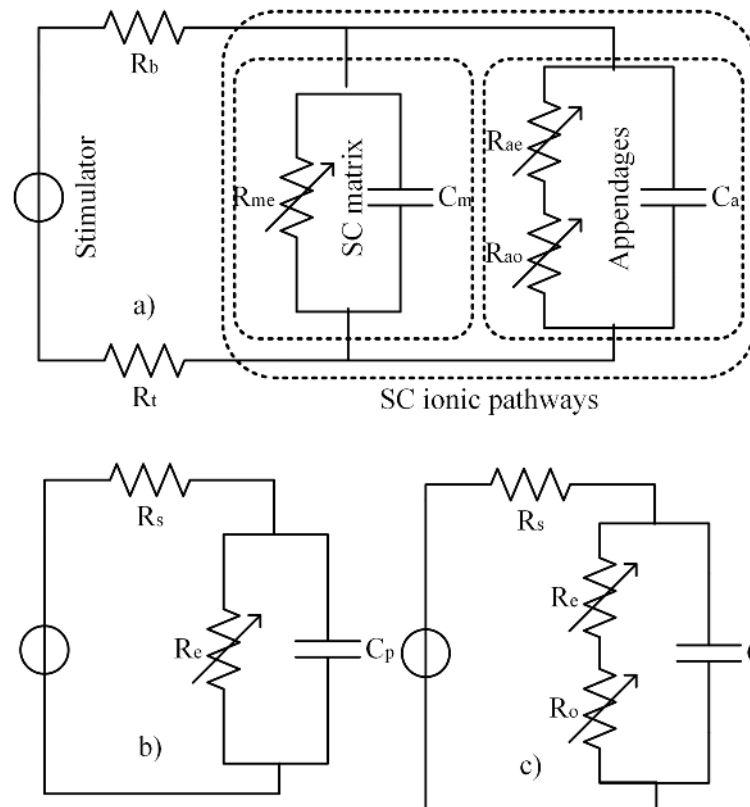 Rb
Stimulator
Rme
SC matrix
Cm
Rae
Rao
Appendages
Ca
a)
Rt
SC ionic pathways
Rs
Re
Cp
b)
Rs
Re
Ro
c)